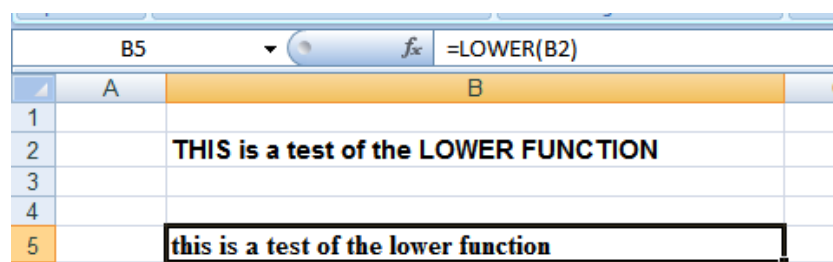 B5 fx =LOWER(B2)
A B
1
2 THIS is a test of the LOWER FUNCTION
3
4
5 this is a test of the lower function